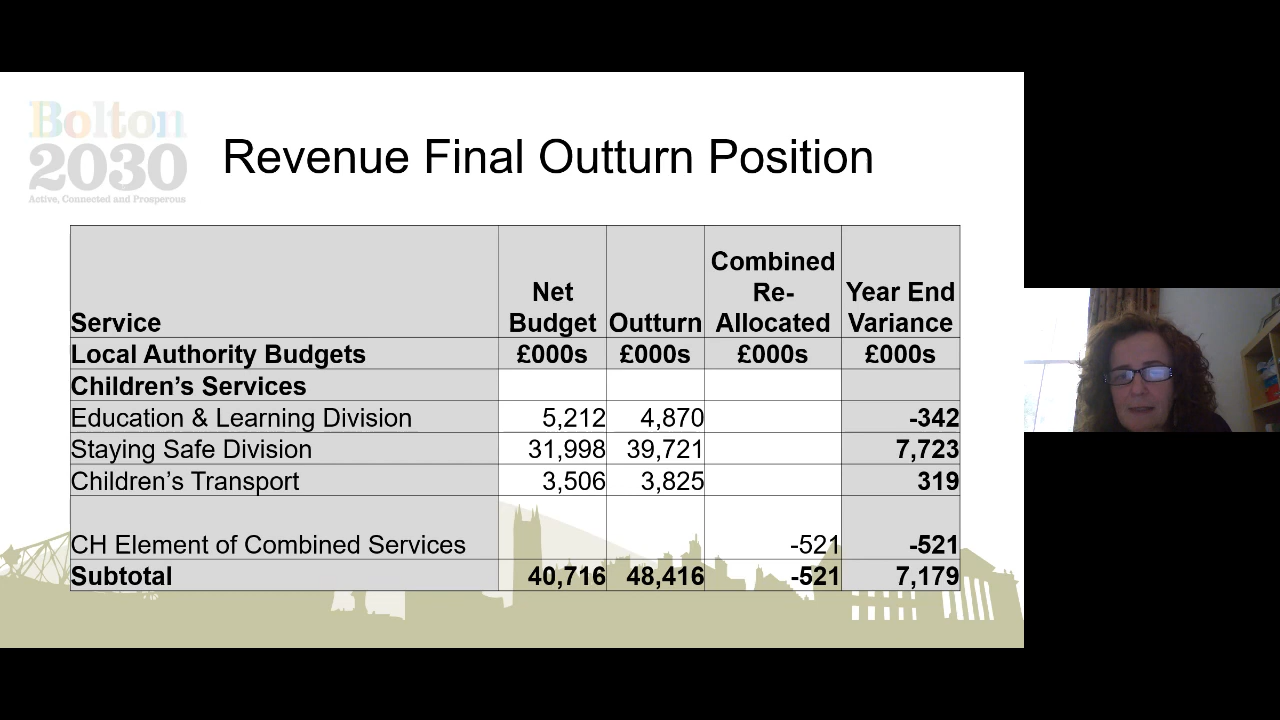 Bolton
2030
Active, Connected and Prosperous
Revenue Final Outturn Position
Service Net Budget Outturn Combined Re-Allocated Year End Variance
Local Authority Budgets £000s £000s £000s £000s
Children’s Services
Education & Learning Division 5,212 4,870 -342
Staying Safe Division 31,998 39,721 7,723
Children’s Transport 3,506 3,825 319
CH Element of Combined Services -521 -521
Subtotal 40,716 48,416 -521 7,179